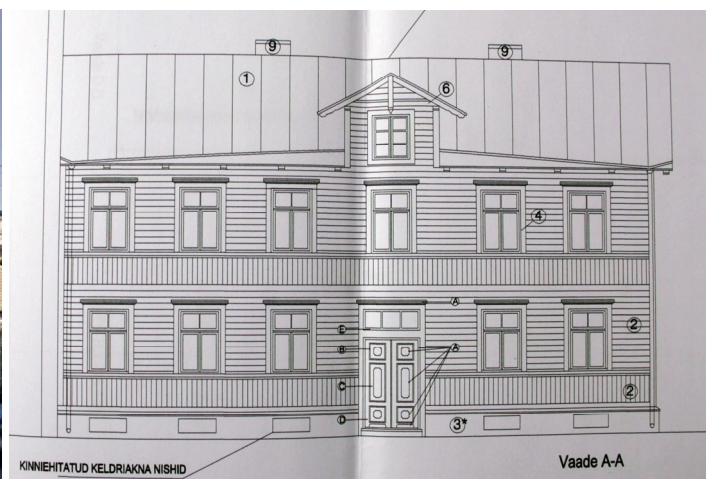 9
9
1
6
4
A
E
2
B
A
C
2
D
3*
KINNIEHITATUD KELDRIAKNA NISHID
Vaade A-A